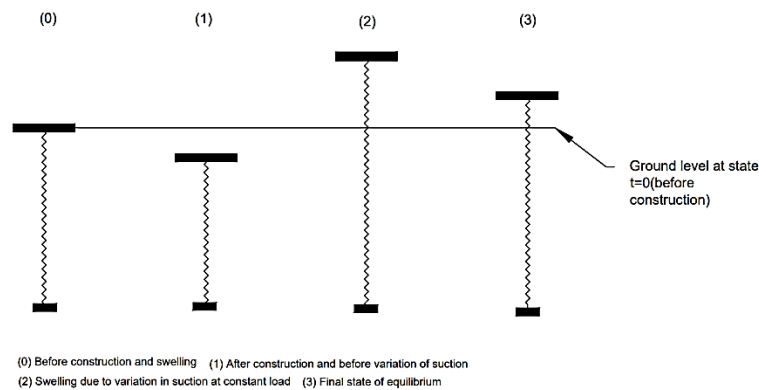 (0) (1) (2) (3)
Ground level at state
t=0(before
construction)
(0) Before construction and swelling (1) After construction and before variation of suction
(2) Swelling due to variation in suction at constant load (3) Final state of equilibrium